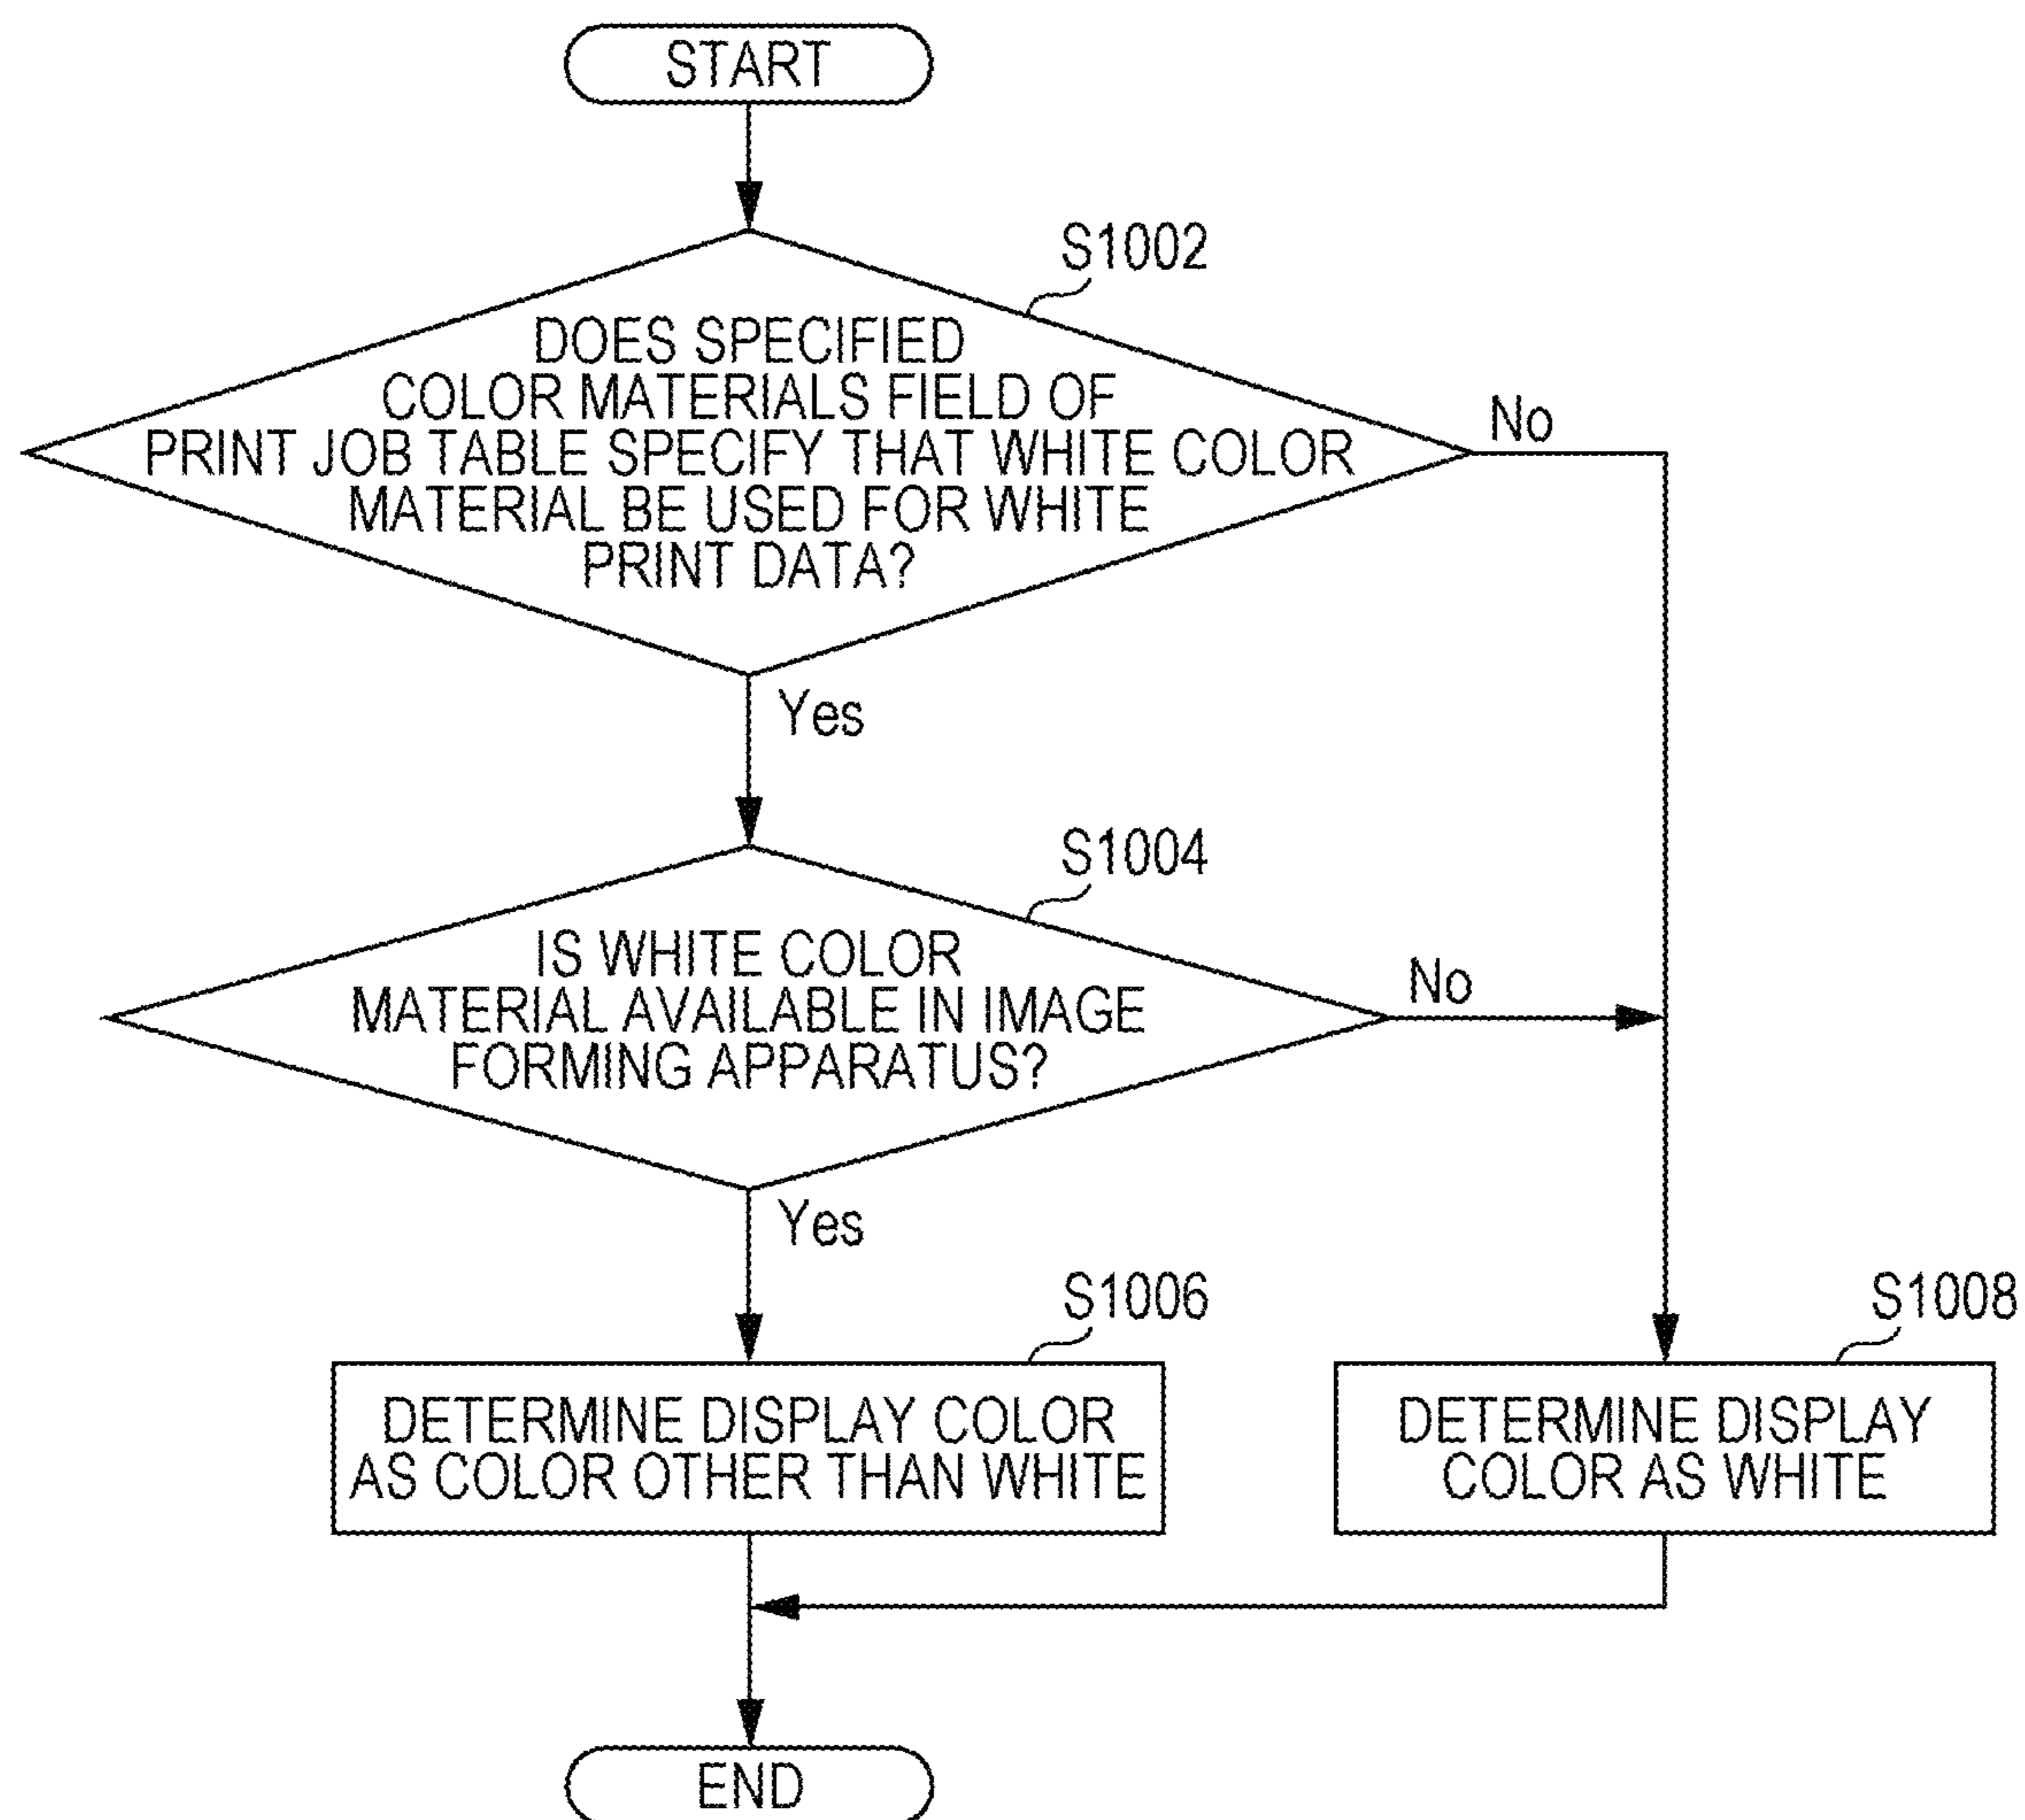 START
S1002
DOES SPECIFIED
COLOR MATERIALS FIELD OF
PRINT JOB TABLE SPECIFY THAT WHITE COLOR
MATERIAL BE USED FOR WHITE
PRINT DATA?
No
Yes
S1004
IS WHITE COLOR
MATERIAL AVAILABLE IN IMAGE
FORMING APPARATUS?
No
Yes
S1006
DETERMINE DISPLAY COLOR
AS COLOR OTHER THAN WHITE
S1008
DETERMINE DISPLAY
COLOR AS WHITE
END